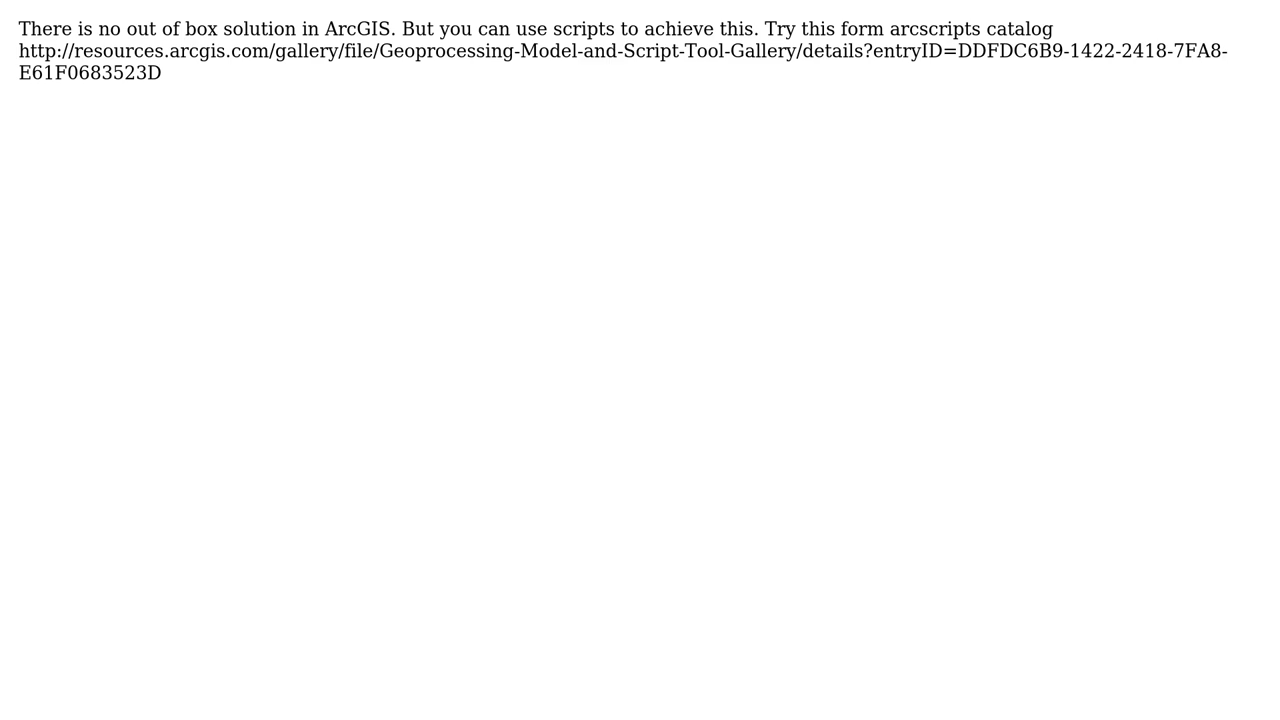 There is no out of box solution in ArcGIS. But you can use scripts to achieve this. Try this form arcscripts catalog
http://resources.arcgis.com/gallery/file/Geoprocessing-Model-and-Script-Tool-Gallery/details?entryID=DDFDC6B9-1422-2418-7FA8-
E61F0683523D